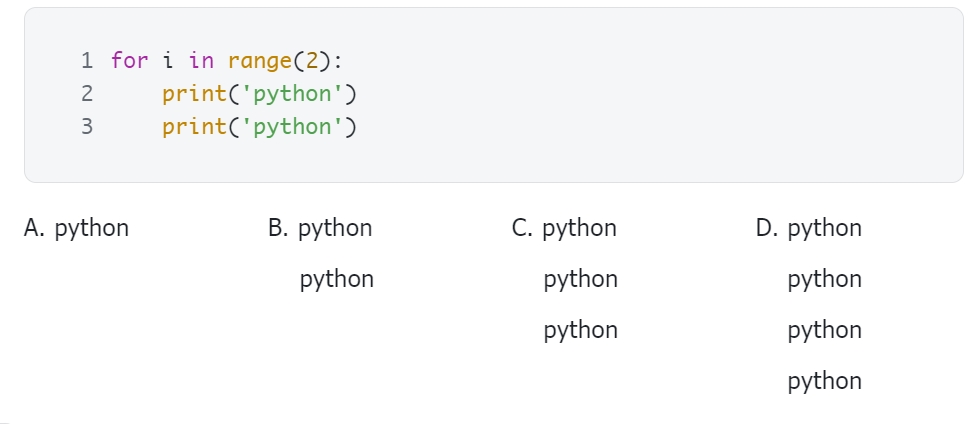 1 for i in range(2):
2     print('python')
3     print('python')
A. python B. python C. python D. python
python python python
python python
python